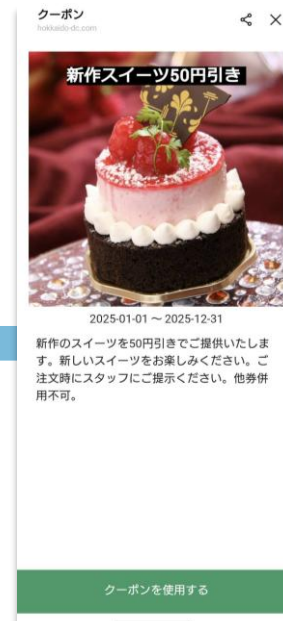 クーポン
hokkaido-dc.com
新作スイーツ50円引き
2025-01-01 ～ 2025-12-31
新作のスイーツを50円引きでご提供いたしま
す。新しいスイーツをお楽しみください。ご
注文時にスタッフにご提示ください。他券併
用不可。
クーポンを使用する